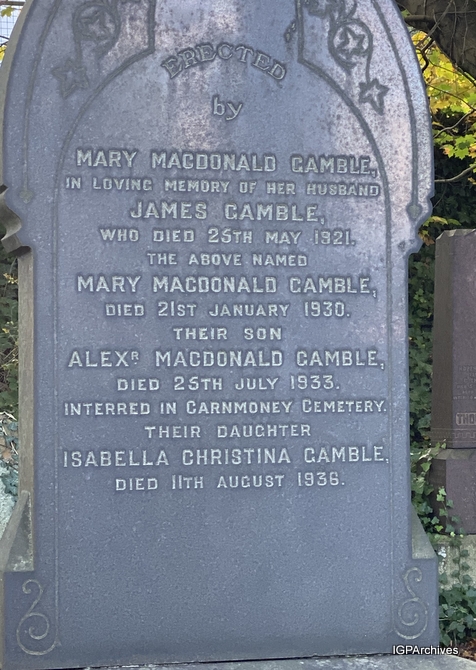 ERECTED
by
MARY MACDONALD GAMBLE,
IN LOVING MEMORY OF HER HUSBAND
JAMES GAMBLE,
WHO DIED 25TH MAY 1921.
THE ABOVE NAMED
MARY MACDONALD GAMBLE,
DIED 21ST JANUARY 1930.
THEIR SON
ALEXR MACDONALD GAMBLE,
DIED 25TH JULY 1933.
INTERRED IN CARNMONEY CEMETERY.
THEIR DAUGHTER
ISABELLA CHRISTINA GAMBLE,
DIED 11TH AUGUST 1936.
IGPArchives